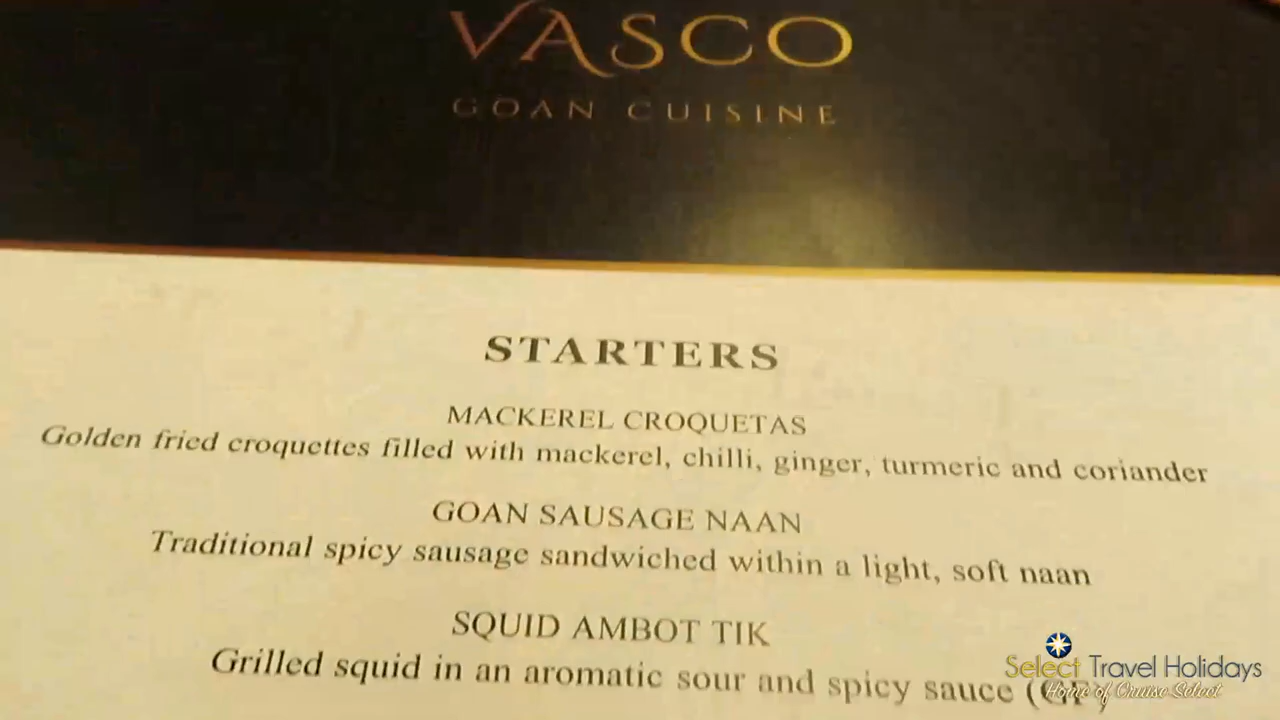 VASCO
GOAN CUISINE
STARTERS
MACKEREL CROQUETAS
Golden fried croquettes filled with mackerel, chilli, ginger, turmeric and coriander
GOAN SAUSAGE NAAN
Traditional spicy sausage sandwiched within a light, soft naan
SQUID AMBOT TIK
Grilled squid in an aromatic sour and spicy sauce (GF)
Select Travel Holidays
Home of Cruise Select